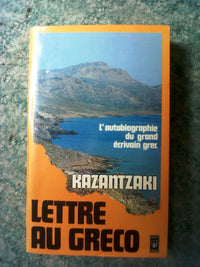 L'autobiographie
du grand
écrivain grec
KAZANTZAKI
LETTRE
AU GRECO